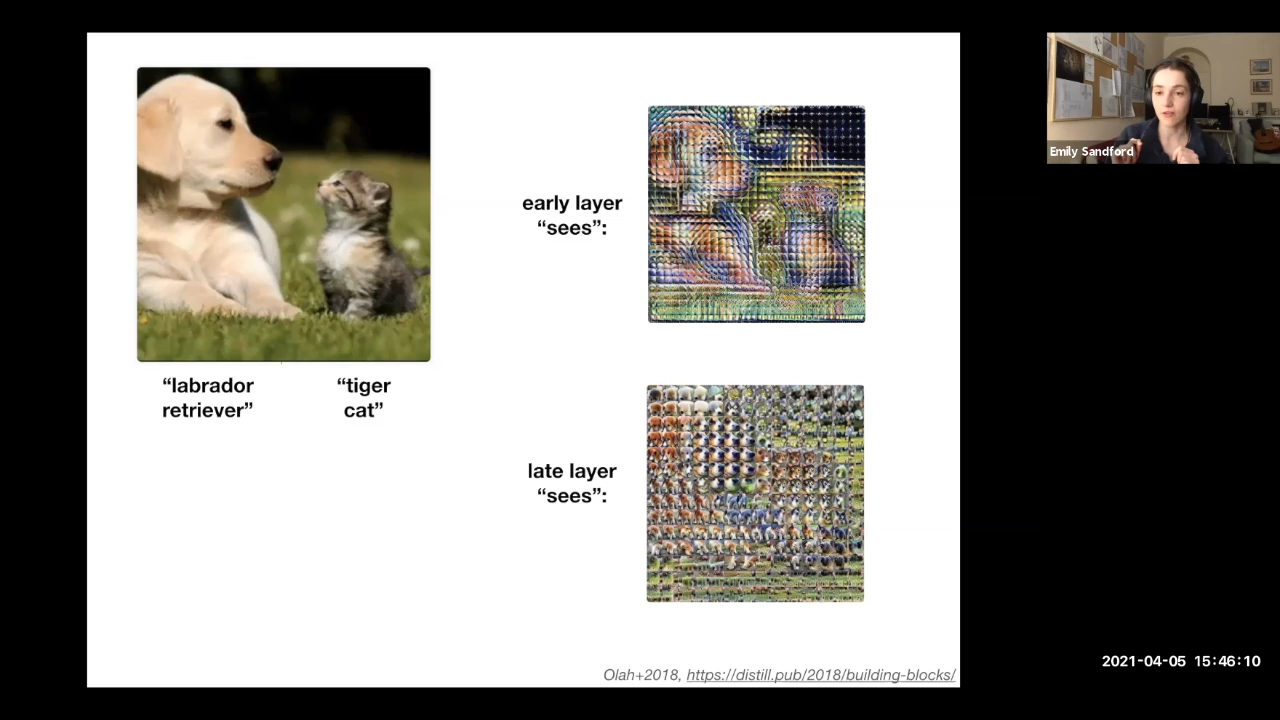 early layer
“sees”:
“labrador
retriever”
“tiger
cat”
late layer
“sees”:
Olah+2018, https://distill.pub/2018/building-blocks/
Emily Sandford
2021-04-05 15:46:10